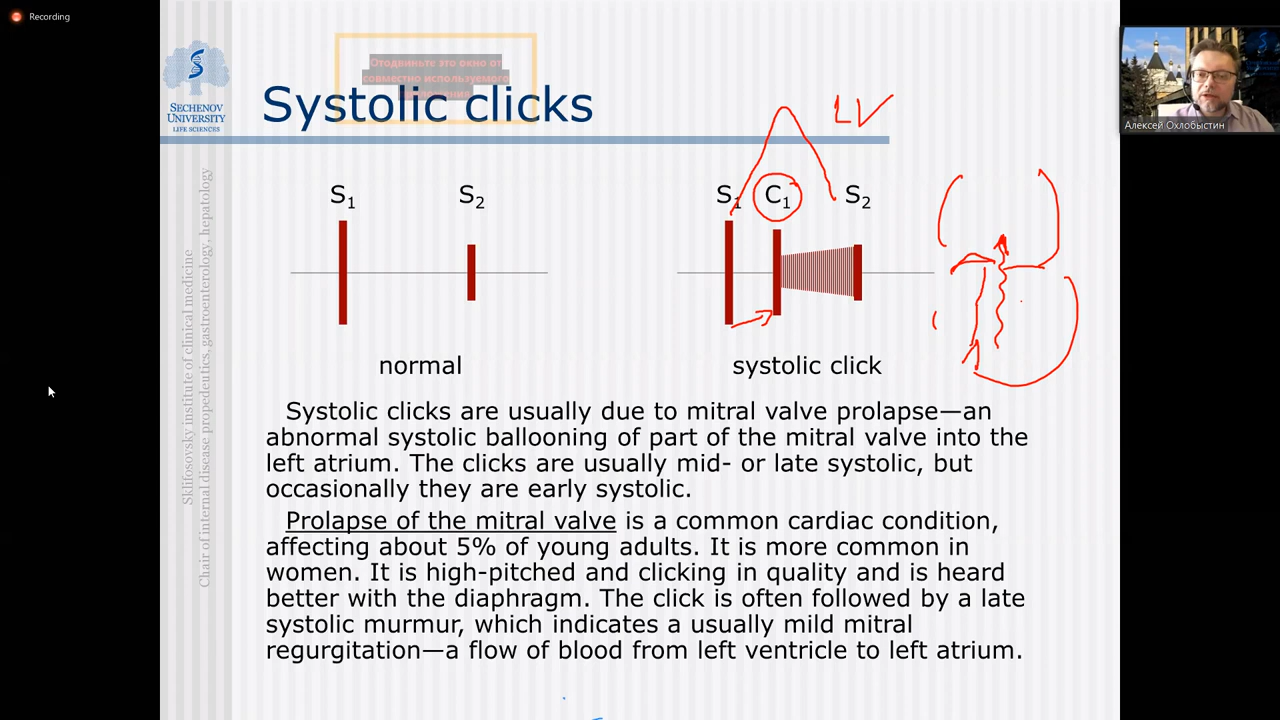 Recording
Отодвиньте это окно от
совместно используемого
SECHENOV
UNIVERSITY
LIFE SCIENCES
Systolic clicks
LV
Алексей Охлобыстин
Sklifosovsky institute of clinical medicine
Chair of internal disease propedeutics, gastroenterology, hepatology
S1 S2
S1 C1 S2
normal
systolic click
Systolic clicks are usually due to mitral valve prolapse—an
abnormal systolic ballooning of part of the mitral valve into the
left atrium. The clicks are usually mid- or late systolic, but
occasionally they are early systolic.
Prolapse of the mitral valve is a common cardiac condition,
affecting about 5% of young adults. It is more common in
women. It is high-pitched and clicking in quality and is heard
better with the diaphragm. The click is often followed by a late
systolic murmur, which indicates a usually mild mitral
regurgitation—a flow of blood from left ventricle to left atrium.